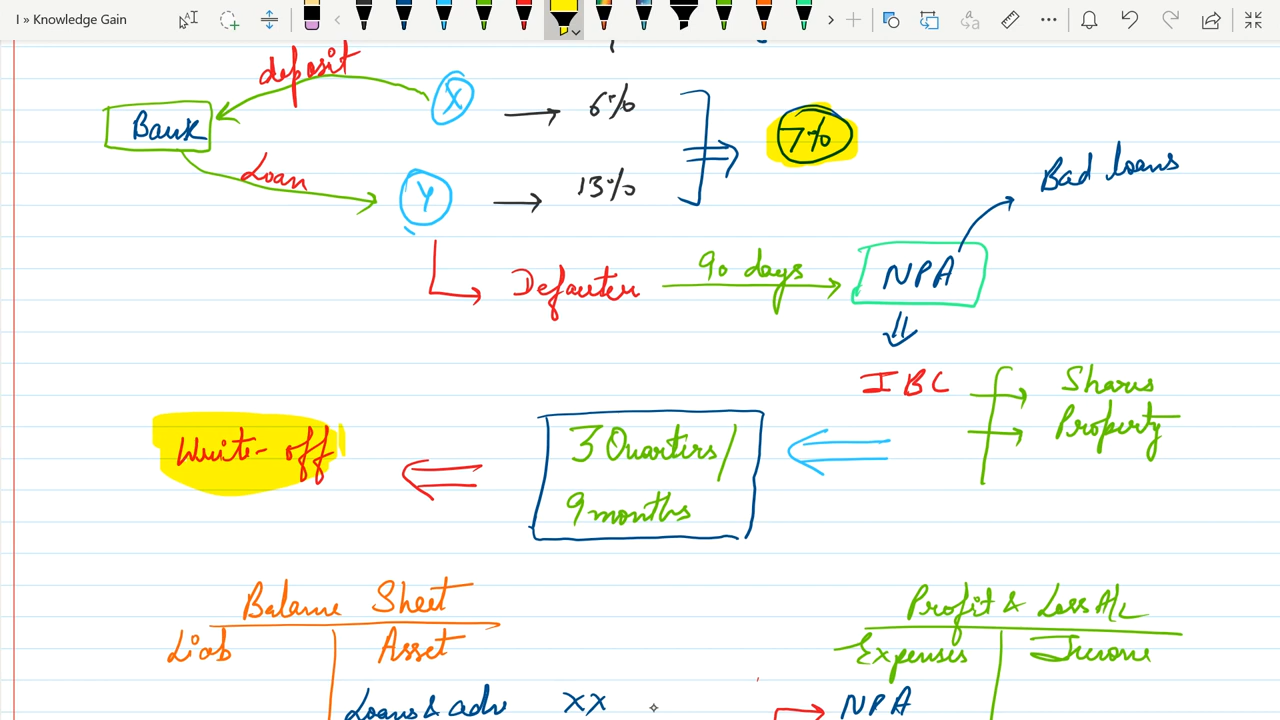 I » Knowledge Gain
deposit
X
6%
Bank
7%
Loan
Y
13%
Bad loans
Defaulter
90 days
NPA
IBC
Shares
Property
Write-off
3 Quarters/
9 months
Balance Sheet
Profit & Loss A/c
Liab
Asset
Expenses
Income
Loans & adv
XX
NPA